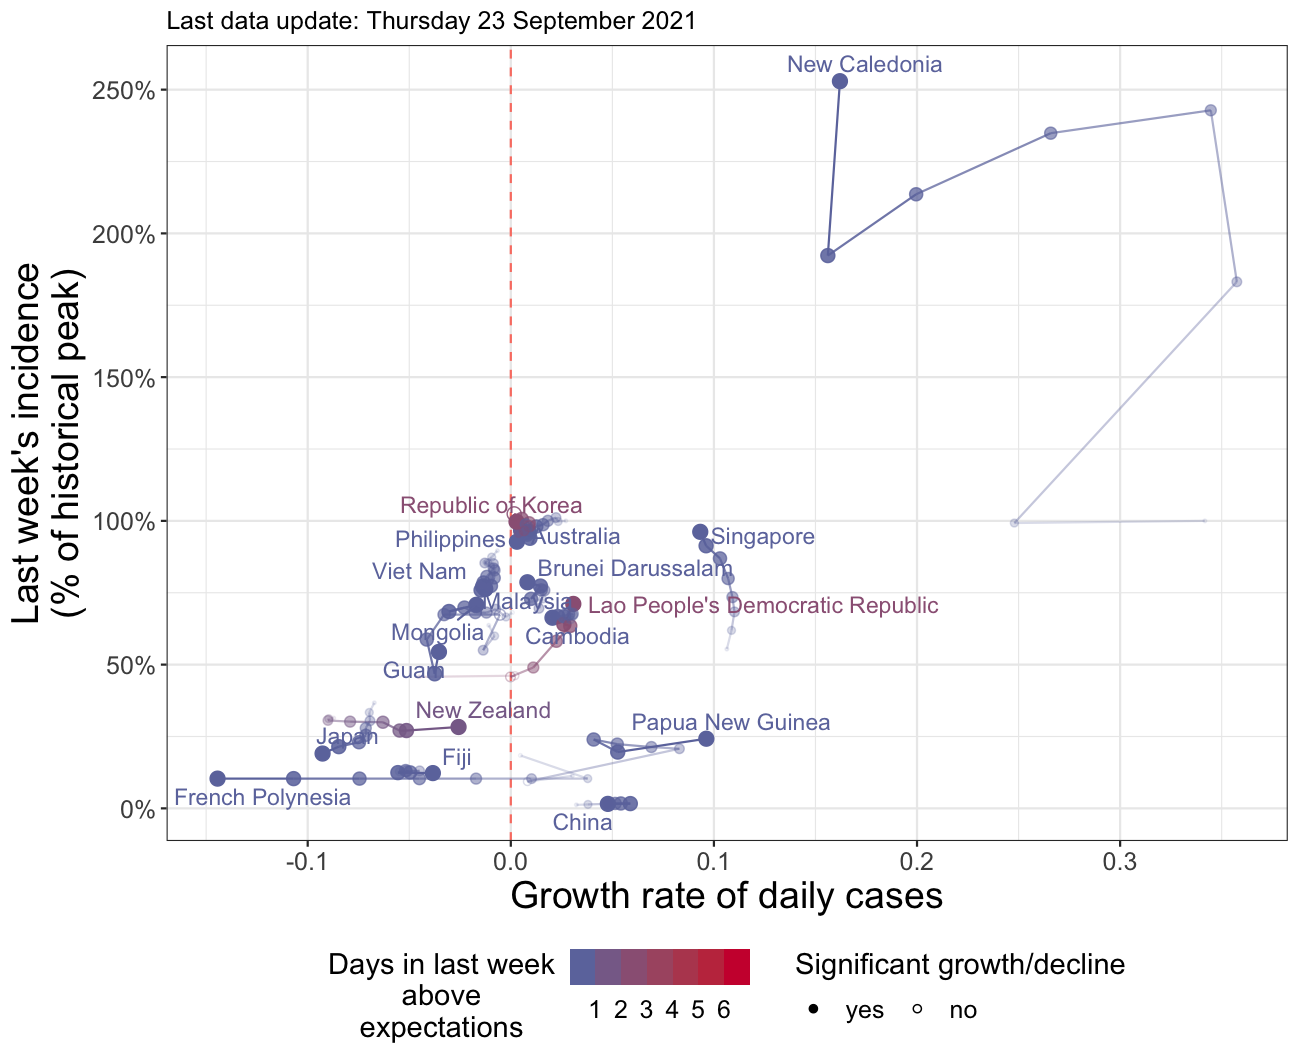 Last data update: Thursday 23 September 2021
New Caledonia
250%
200%
150%
100%
50%
0%
Last week's incidence
(% of historical peak)
Republic of Korea
Philippines
Australia
Singapore
Viet Nam
Brunei Darussalam
Malaysia
Lao People's Democratic Republic
Mongolia
Cambodia
Guam
New Zealand
Papua New Guinea
Japan
Fiji
French Polynesia
China
-0.1 0.0 0.1 0.2 0.3
Growth rate of daily cases
Days in last week
above
expectations
1 2 3 4 5 6
Significant growth/decline
yes no